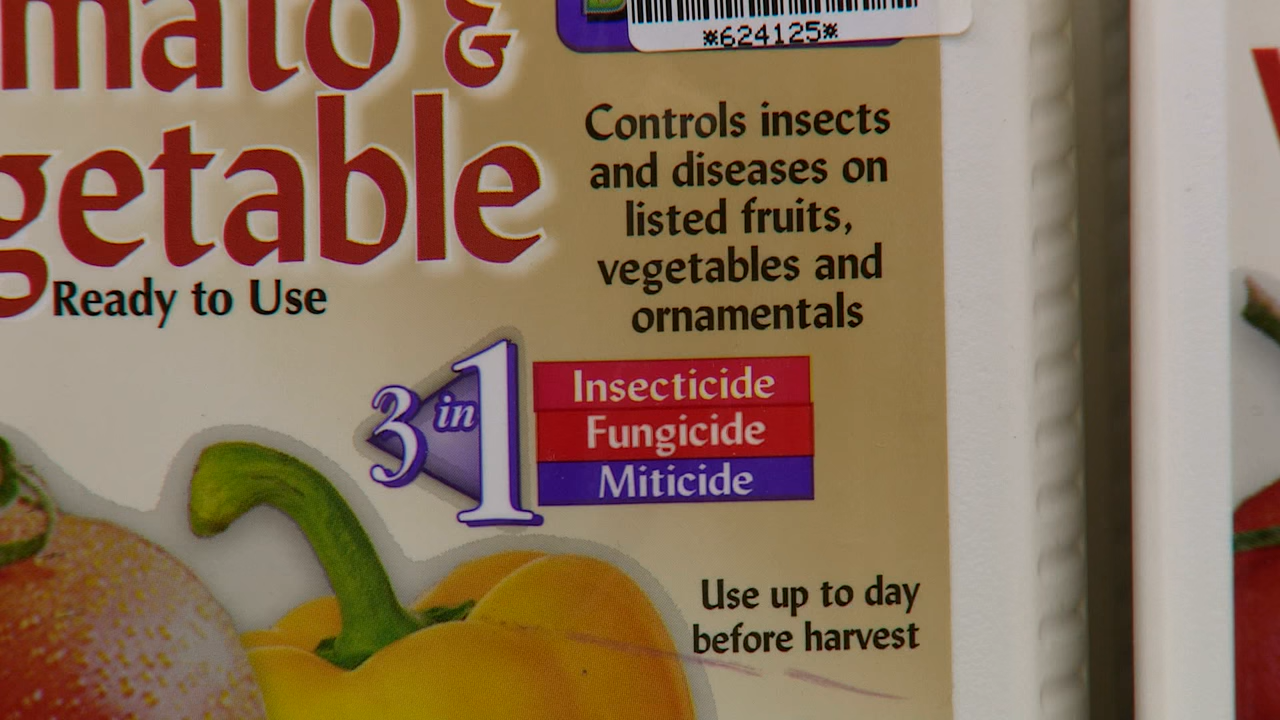 &
getable
Ready to Use
*624125*
Controls insects
and diseases on
listed fruits,
vegetables and
ornamentals
3 in 1
Insecticide
Fungicide
Miticide
Use up to day
before harvest